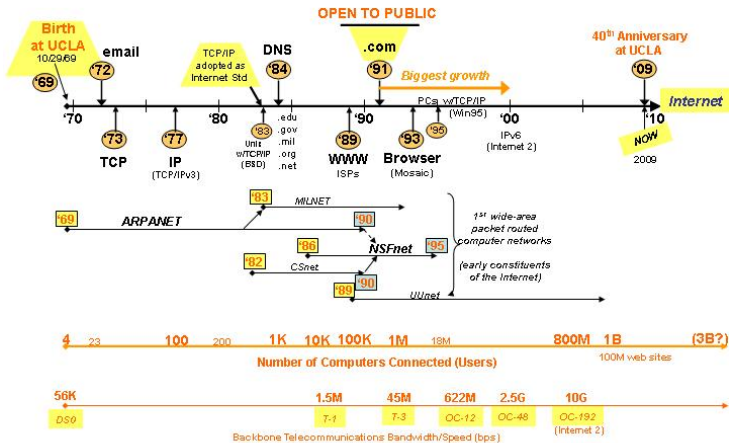 OPEN TO PUBLIC
Birth
at UCLA
10/29/69
email
TCP/IP
adopted as
Internet Std
DNS
.com
40th Anniversary
at UCLA
'69
'72
'84
'91
Biggest growth
'09
PCs w/TCP/IP
(Win95)
Internet
'70
'80
'90
'00
'10
'73
'77
'83
.edu
.gov
.mil
.org
.net
'89
'93
'95
IPv6
(Internet 2)
NOW
2009
TCP
IP
(TCP/IPv3)
Unix
w/TCP/IP
(BSD)
WWW
ISPs
Browser
(Mosaic)
'83
MILNET
'69
ARPANET
'90
1st wide-area
packet routed
computer networks
(early constituents
of the Internet)
'86
NSFnet
'95
'82
CSnet
'90
'89
UUnet
4 23 100 200 1K 10K 100K 1M 18M 800M 1B (3B?)
Number of Computers Connected (Users)
100M web sites
56K 1.5M 45M 622M 2.5G 10G
DS0 T-1 T-3 OC-12 OC-48 OC-192
(Internet 2)
Backbone Telecommunications Bandwidth/Speed (bps)